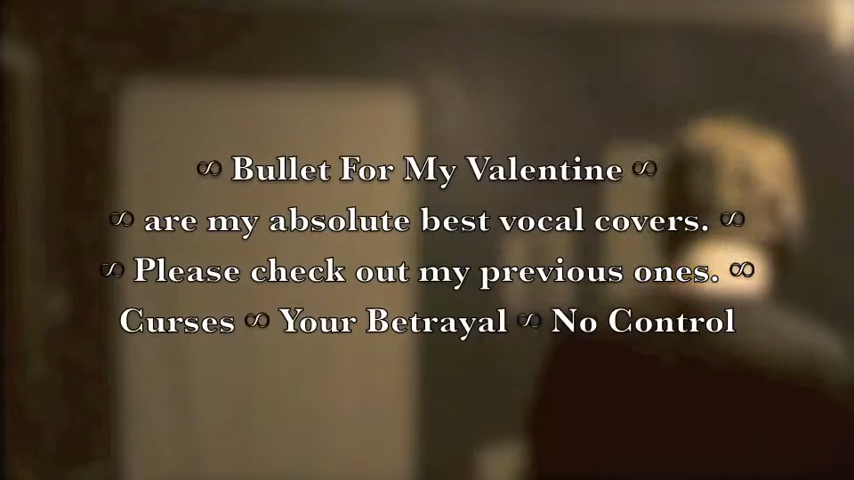 ∞ Bullet For My Valentine ∞
∞ are my absolute best vocal covers. ∞
∞ Please check out my previous ones. ∞
Curses ∞ Your Betrayal ∞ No Control